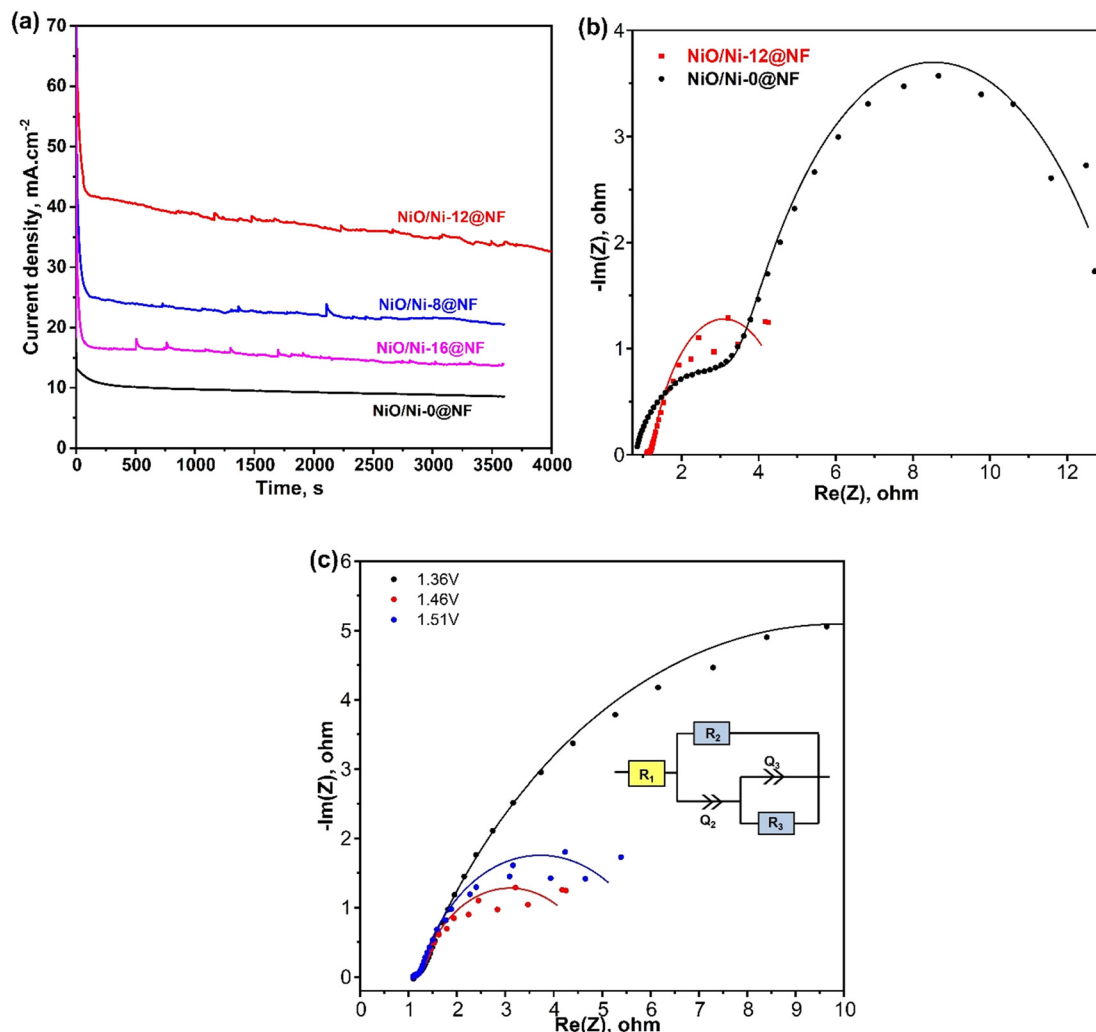 (a)
70
60
50
40
30
20
10
0
Current density, mA.cm⁻²
NiO/Ni-12@NF
NiO/Ni-8@NF
NiO/Ni-16@NF
NiO/Ni-0@NF
0 500 1000 1500 2000 2500 3000 3500 4000
Time, s
(b)
4
3
2
1
0
-Im(Z), ohm
NiO/Ni-12@NF
NiO/Ni-0@NF
2 4 6 8 10 12
Re(Z), ohm
(c)
6
5
4
3
2
1
0
-Im(Z), ohm
1.36V
1.46V
1.51V
R₁
R₂
Q₂
Q₃
R₃
0 1 2 3 4 5 6 7 8 9 10
Re(Z), ohm